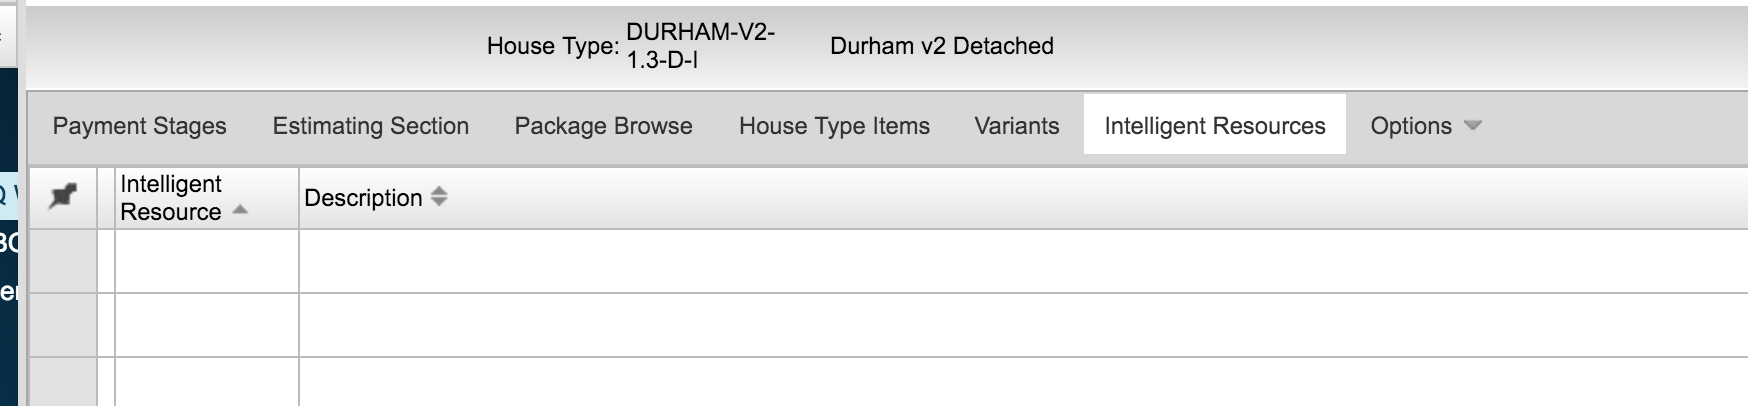 House Type: DURHAM-V2-
1.3-D-I
Durham v2 Detached
Payment Stages Estimating Section Package Browse House Type Items Variants Intelligent Resources Options
Intelligent
Resource
Description